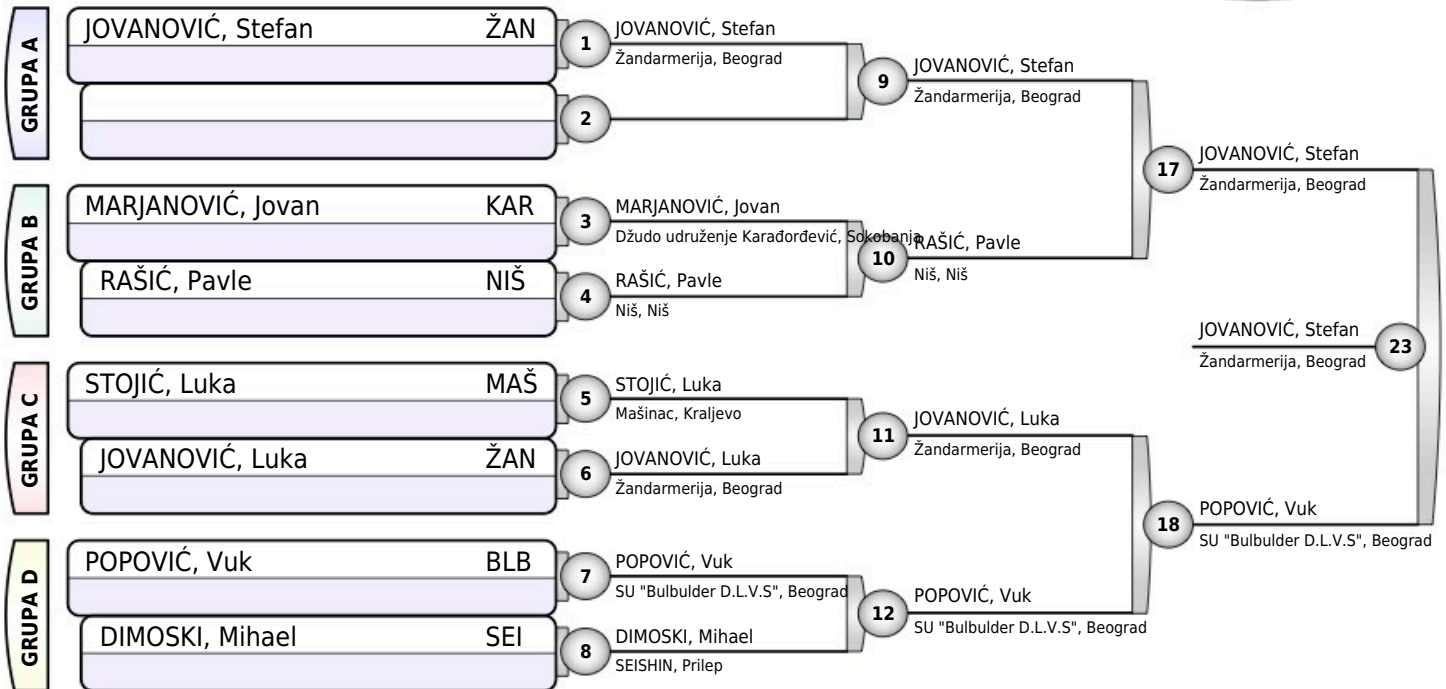 GRUPA A
JOVANOVIĆ, Stefan ŽAN
1
JOVANOVIĆ, Stefan
Žandarmerija, Beograd
2
9
JOVANOVIĆ, Stefan
Žandarmerija, Beograd
GRUPA B
MARJANOVIĆ, Jovan KAR
3
MARJANOVIĆ, Jovan
Džudo udruženje Karađorđević, Sokobanja
RAŠIĆ, Pavle NIŠ
4
RAŠIĆ, Pavle
Niš, Niš
10
RAŠIĆ, Pavle
Niš, Niš
17
JOVANOVIĆ, Stefan
Žandarmerija, Beograd
GRUPA C
STOJIĆ, Luka MAŠ
5
STOJIĆ, Luka
Mašinac, Kraljevo
JOVANOVIĆ, Luka ŽAN
6
JOVANOVIĆ, Luka
Žandarmerija, Beograd
11
JOVANOVIĆ, Luka
Žandarmerija, Beograd
GRUPA D
POPOVIĆ, Vuk BLB
7
POPOVIĆ, Vuk
SU "Bulbulder D.L.V.S", Beograd
DIMOSKI, Mihael SEI
8
DIMOSKI, Mihael
SEISHIN, Prilep
12
POPOVIĆ, Vuk
SU "Bulbulder D.L.V.S", Beograd
18
POPOVIĆ, Vuk
SU "Bulbulder D.L.V.S", Beograd
JOVANOVIĆ, Stefan
Žandarmerija, Beograd
23